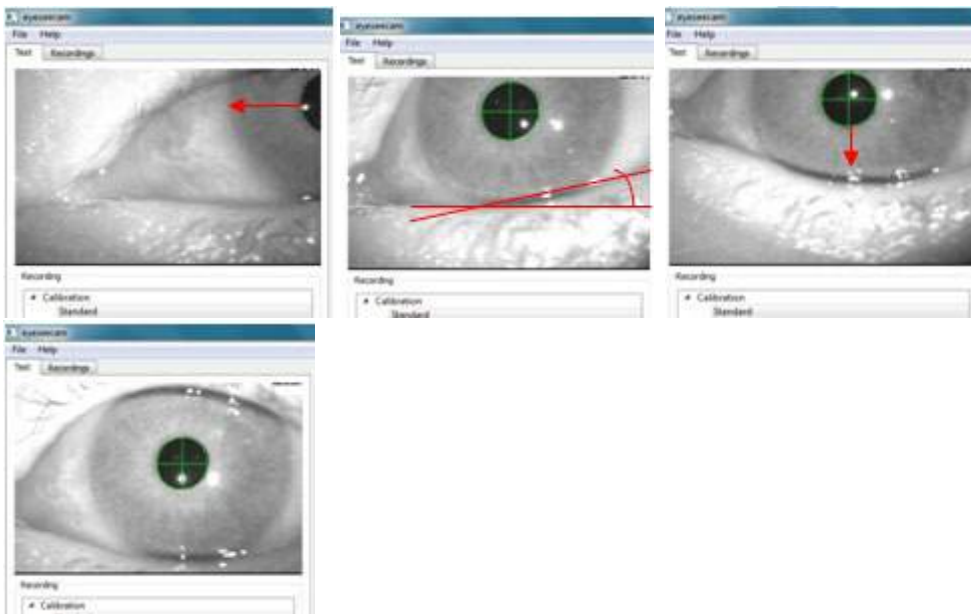 eyeseecam
File Help
Test Recordings
Recording
Calibration
Standard
eyeseecam
File Help
Test Recordings
Recording
Calibration
Standard
eyeseecam
File Help
Test Recordings
Recording
Calibration
Standard
eyeseecam
File Help
Test Recordings
Recording
Calibration